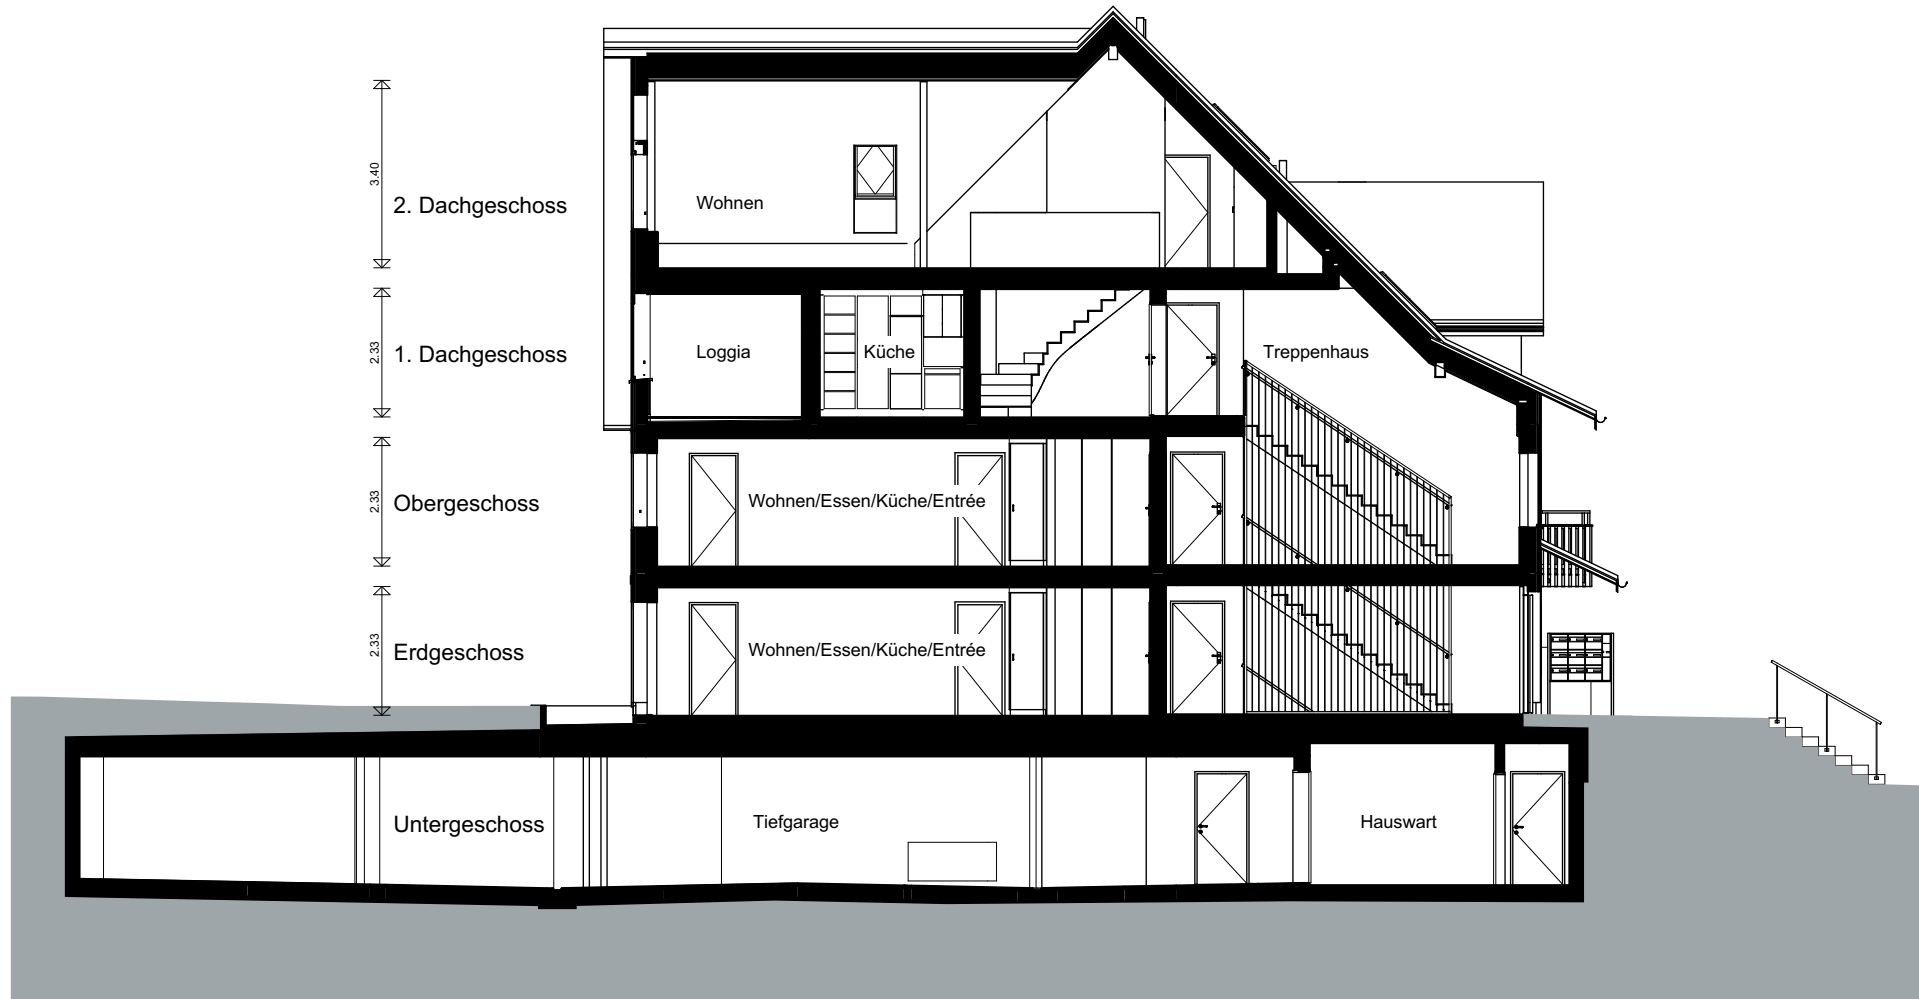 3.40
2. Dachgeschoss
Wohnen
2.33
1. Dachgeschoss
Loggia
Küche
Treppenhaus
2.33
Obergeschoss
Wohnen/Essen/Küche/Entrée
2.33
Erdgeschoss
Wohnen/Essen/Küche/Entrée
Untergeschoss
Tiefgarage
Hauswart